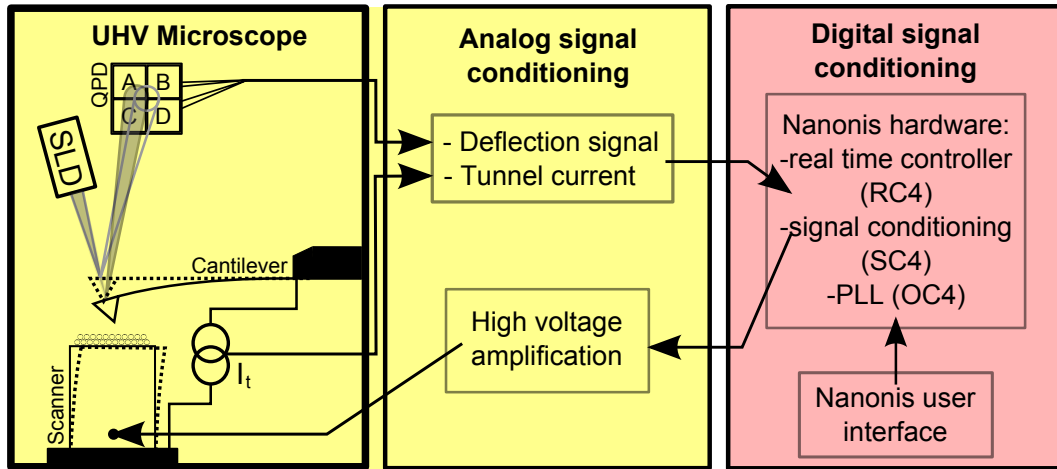 UHV Microscope
QPD
A B
C D
SLD
Cantilever
I_t
Scanner
Analog signal
conditioning
- Deflection signal
- Tunnel current
High voltage
amplification
Digital signal
conditioning
Nanonis hardware:
-real time controller
(RC4)
-signal conditioning
(SC4)
-PLL (OC4)
Nanonis user
interface